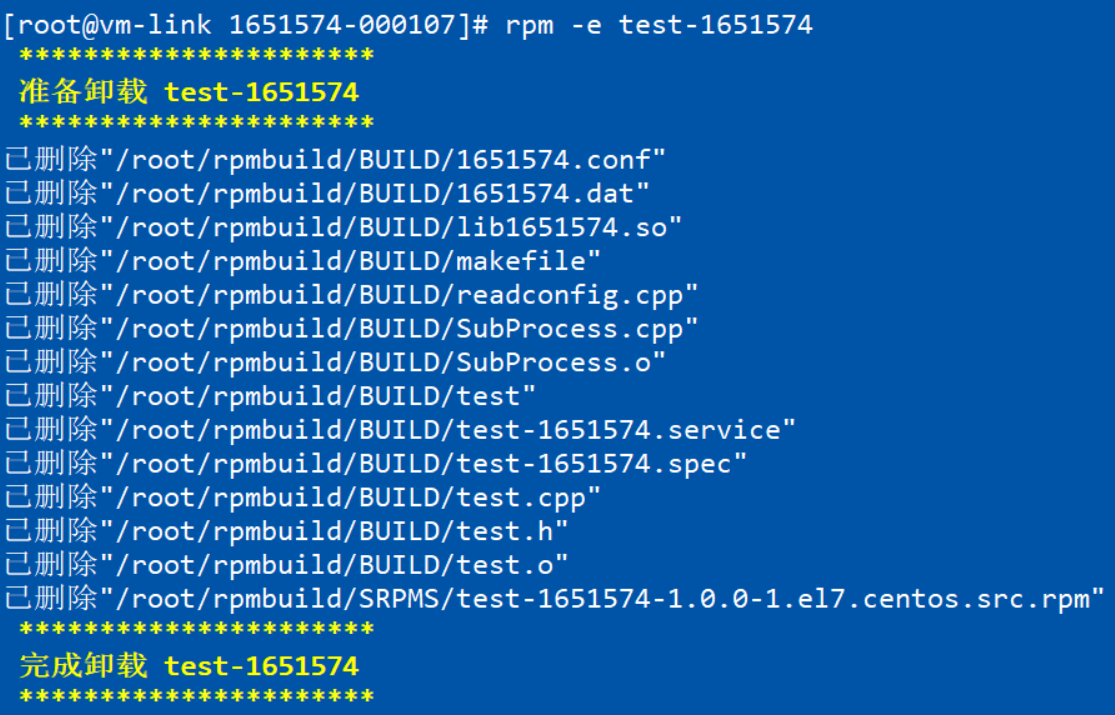 [root@vm-link 1651574-000107]# rpm -e test-1651574
**********************
准备卸载 test-1651574
**********************
已删除"/root/rpmbuild/BUILD/1651574.conf"
已删除"/root/rpmbuild/BUILD/1651574.dat"
已删除"/root/rpmbuild/BUILD/lib1651574.so"
已删除"/root/rpmbuild/BUILD/makefile"
已删除"/root/rpmbuild/BUILD/readconfig.cpp"
已删除"/root/rpmbuild/BUILD/SubProcess.cpp"
已删除"/root/rpmbuild/BUILD/SubProcess.o"
已删除"/root/rpmbuild/BUILD/test"
已删除"/root/rpmbuild/BUILD/test-1651574.service"
已删除"/root/rpmbuild/BUILD/test-1651574.spec"
已删除"/root/rpmbuild/BUILD/test.cpp"
已删除"/root/rpmbuild/BUILD/test.h"
已删除"/root/rpmbuild/BUILD/test.o"
已删除"/root/rpmbuild/SRPMS/test-1651574-1.0.0-1.el7.centos.src.rpm"
**********************
完成卸载 test-1651574
**********************